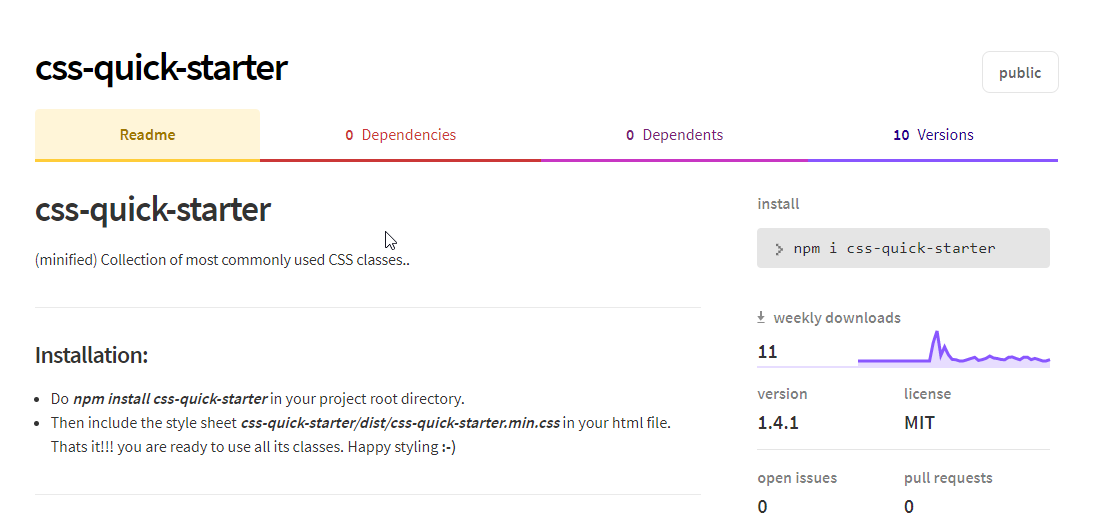 css-quick-starter
public
Readme
0 Dependencies
0 Dependents
10 Versions
css-quick-starter
(minified) Collection of most commonly used CSS classes..
Installation:
Do npm install css-quick-starter in your project root directory.
Then include the style sheet css-quick-starter/dist/css-quick-starter.min.css in your html file.
Thats it!!! you are ready to use all its classes. Happy styling :-)
install
> npm i css-quick-starter
weekly downloads
11
version
license
1.4.1
MIT
open issues
pull requests
0
0